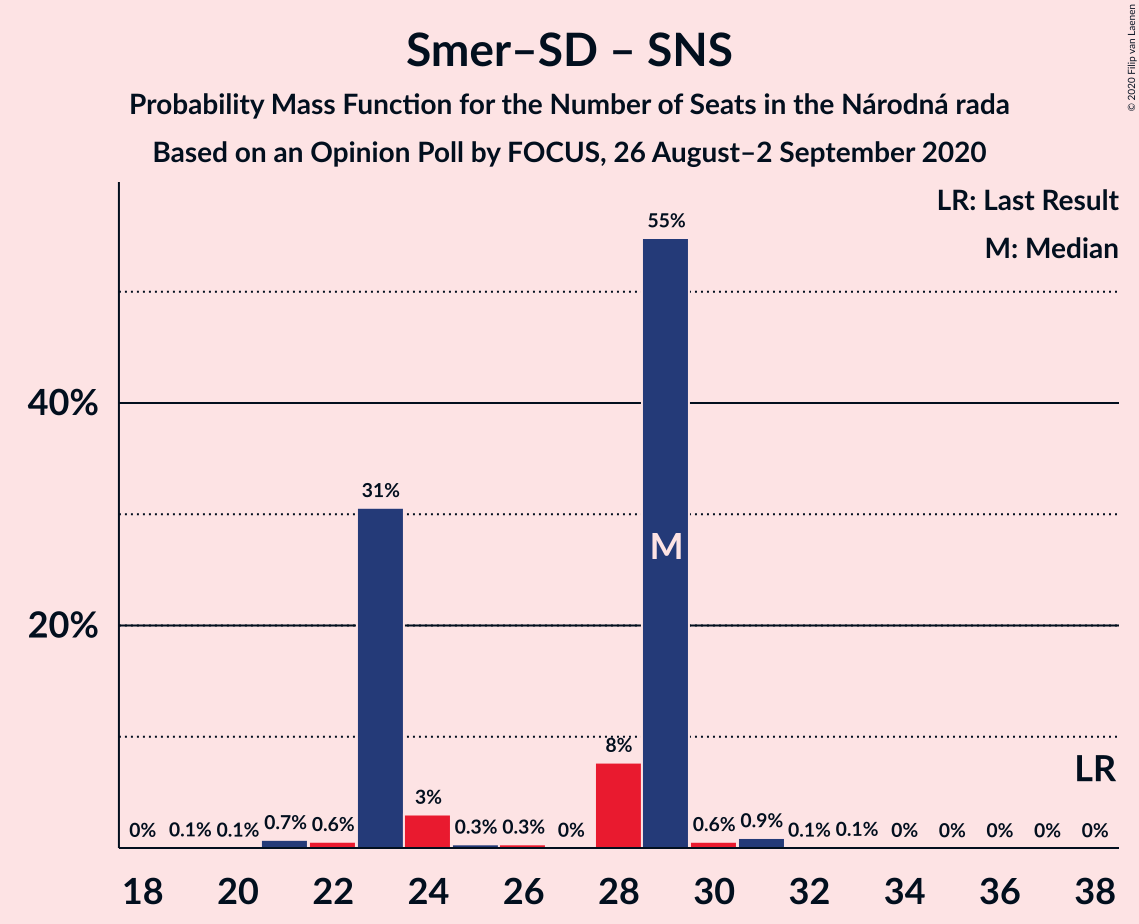 Smer–SD – SNS
Probability Mass Function for the Number of Seats in the Národná rada
Based on an Opinion Poll by FOCUS, 26 August–2 September 2020
© 2020 Filip van Laenen
LR: Last Result
M: Median
55%
40%
31%
M
20%
8%
LR
3%
0% 0.1% 0.1% 0.7% 0.6% 0.3% 0.3% 0% 0.6% 0.9% 0.1% 0.1% 0% 0% 0% 0% 0%
18 20 22 24 26 28 30 32 34 36 38